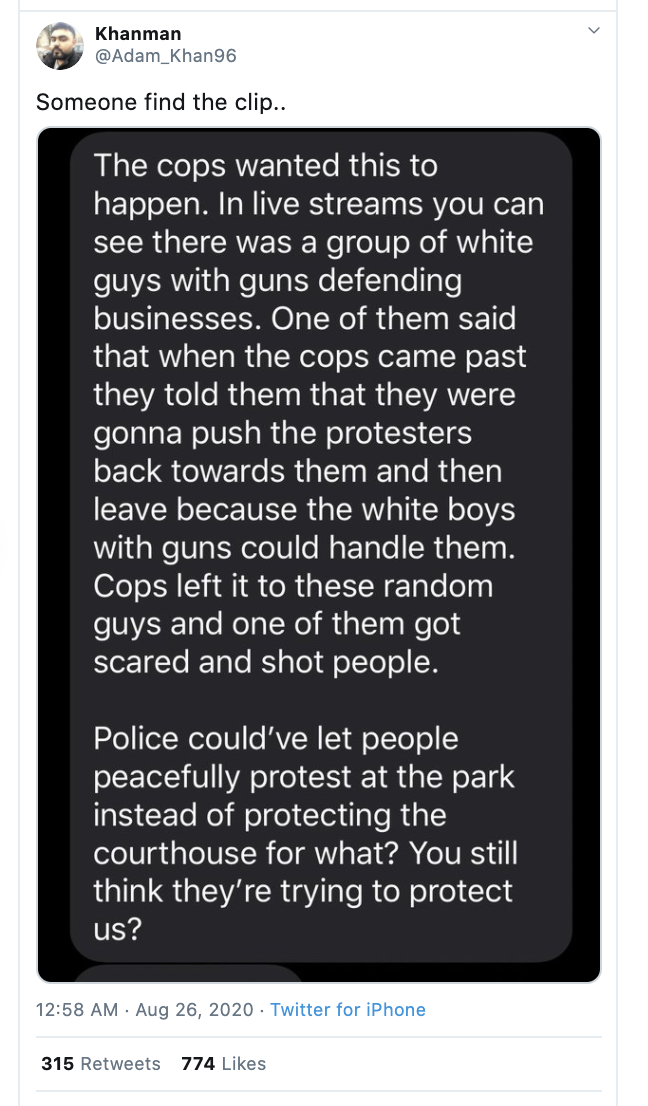 Khanman
@Adam_Khan96
Someone find the clip..
The cops wanted this to
happen. In live streams you can
see there was a group of white
guys with guns defending
businesses. One of them said
that when the cops came past
they told them that they were
gonna push the protesters
back towards them and then
leave because the white boys
with guns could handle them.
Cops left it to these random
guys and one of them got
scared and shot people.
Police could’ve let people
peacefully protest at the park
instead of protecting the
courthouse for what? You still
think they’re trying to protect
us?
12:58 AM · Aug 26, 2020 · Twitter for iPhone
315 Retweets 774 Likes